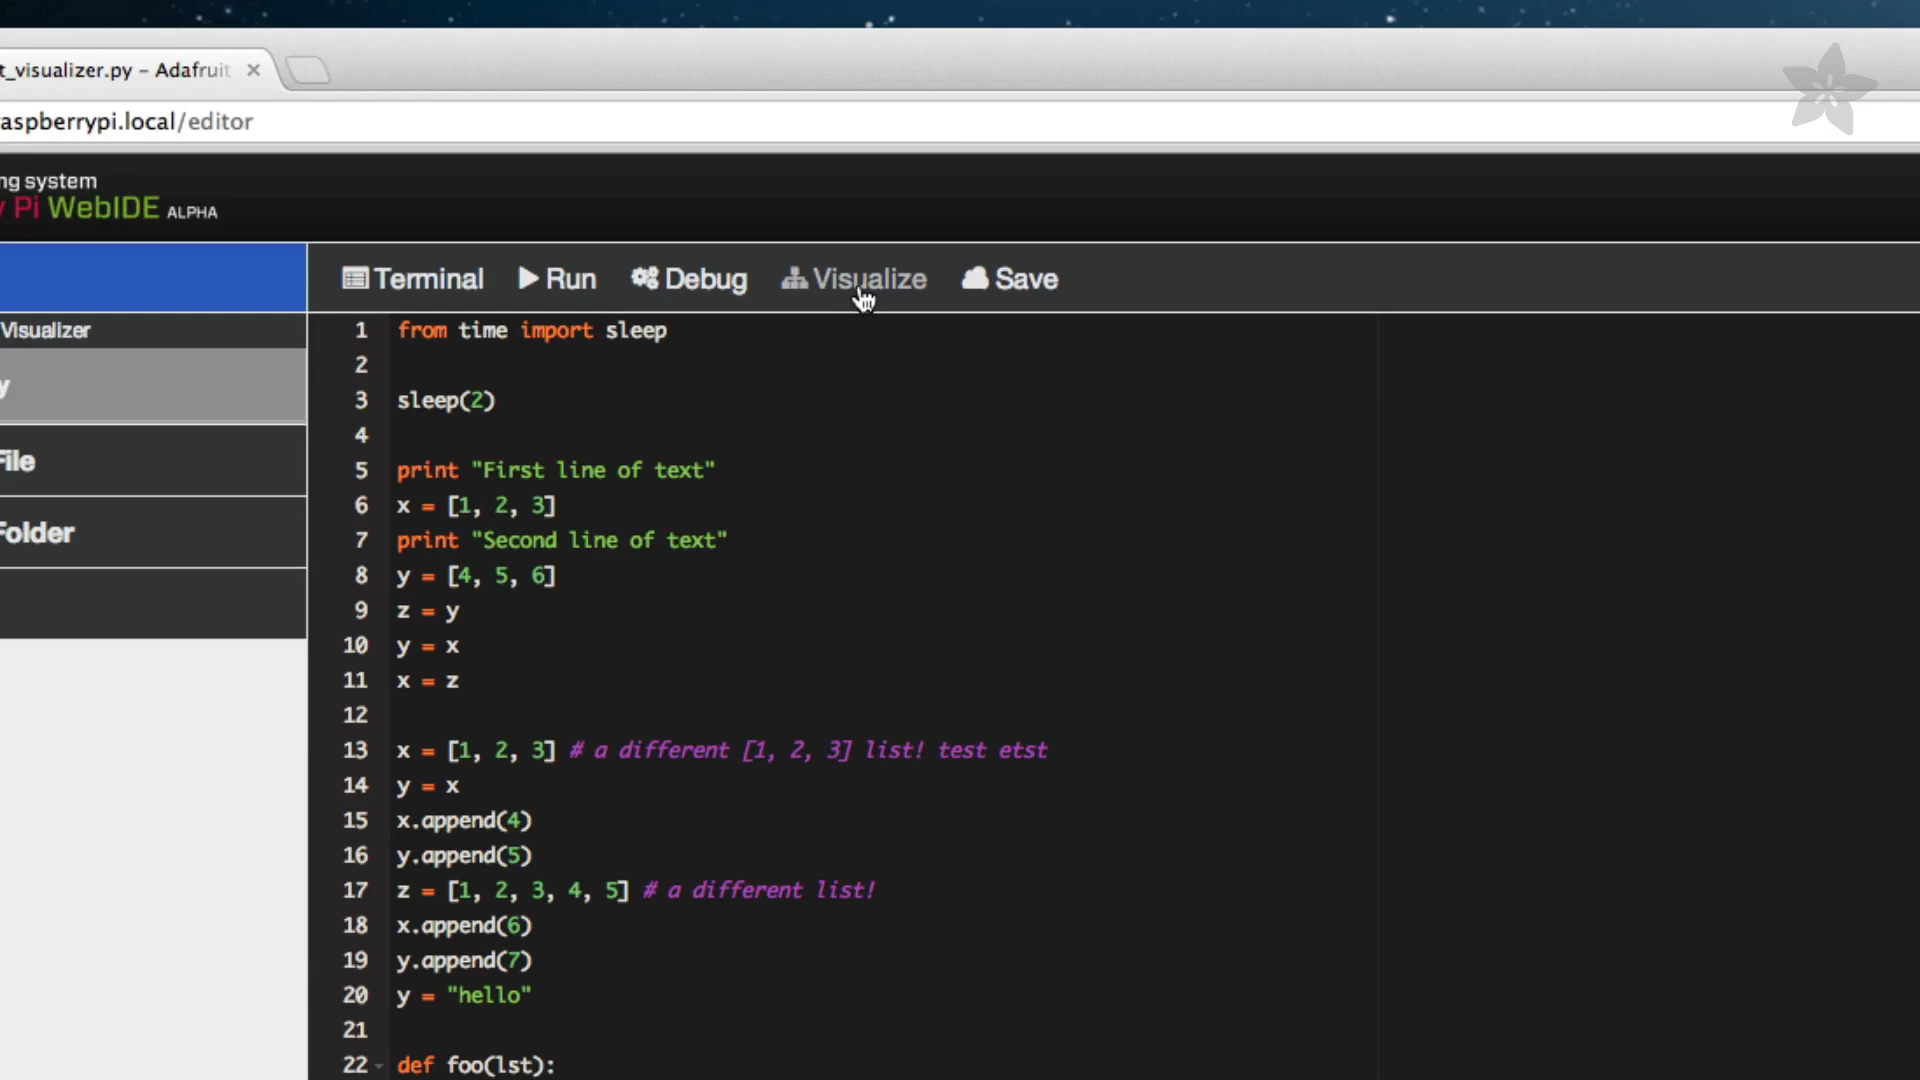 t_visualizer.py – Adafruit
aspberrypi.local/editor
ng system
y Pi WebIDE ALPHA
Terminal Run Debug Visualize Save
Visualizer
y
File
Folder
1 from time import sleep
2
3 sleep(2)
4
5 print "First line of text"
6 x = [1, 2, 3]
7 print "Second line of text"
8 y = [4, 5, 6]
9 z = y
10 y = x
11 x = z
12
13 x = [1, 2, 3] # a different [1, 2, 3] list! test etst
14 y = x
15 x.append(4)
16 y.append(5)
17 z = [1, 2, 3, 4, 5] # a different list!
18 x.append(6)
19 y.append(7)
20 y = "hello"
21
22 def foo(lst):